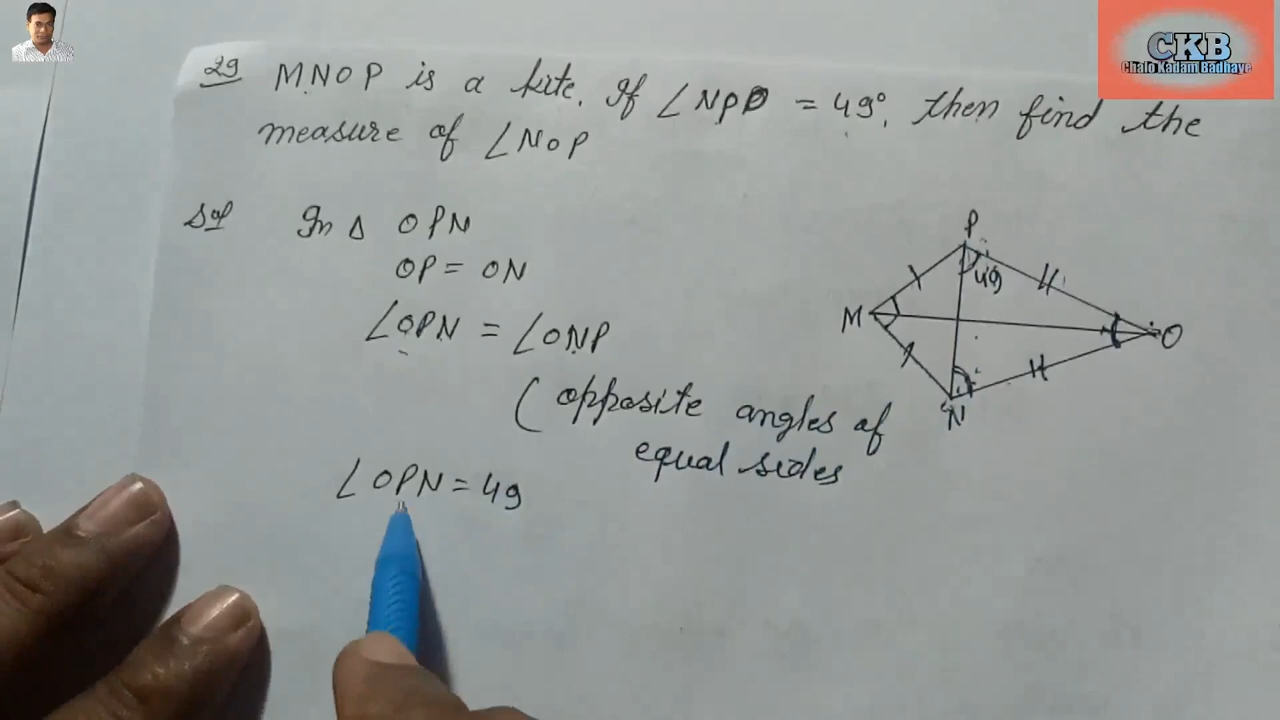 CKB
Chalo Kadam Badhaye
29 MNOP is a kite. If ∠NPO = 49°, then find the
measure of ∠NOP
Sol In Δ OPN
OP = ON
∠OPN = ∠ONP
(opposite angles of
equal sides
∠OPN = 49
P
49
M
O
N